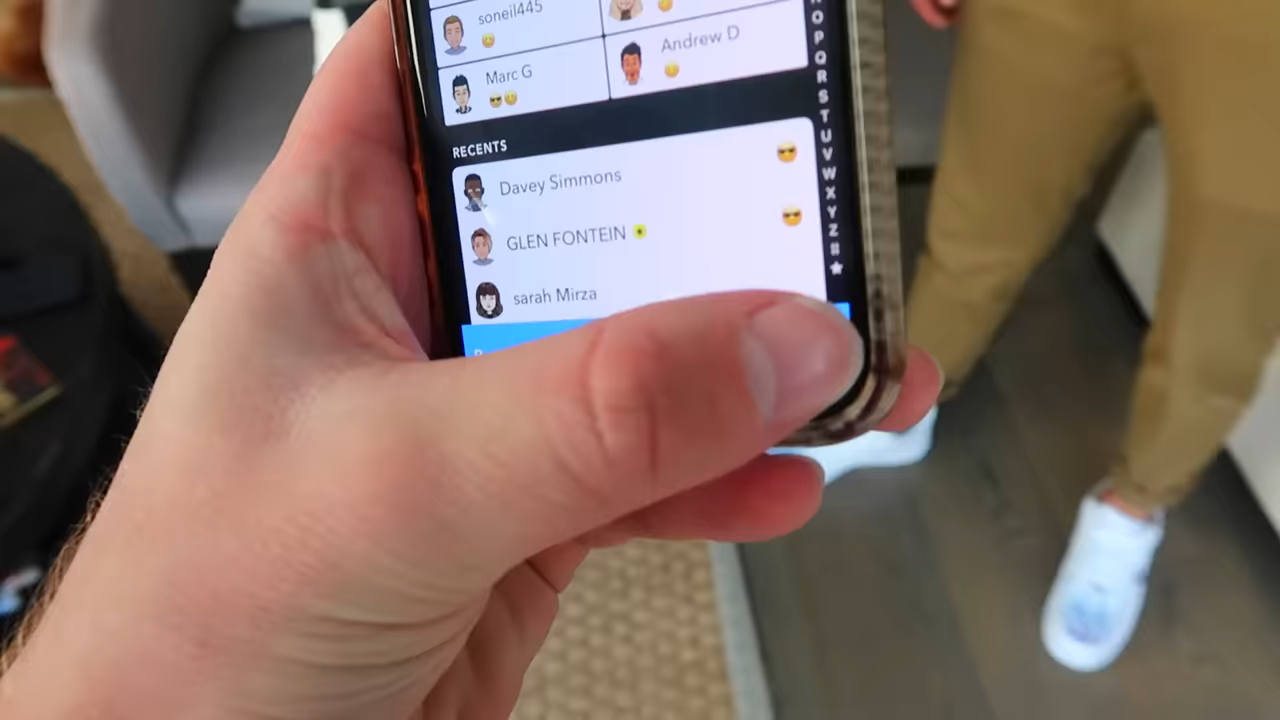 soneil445
Andrew D
Marc G
RECENTS
Davey Simmons
GLEN FONTEIN
sarah Mirza
O
P
Q
R
S
T
U
V
W
X
Y
Z
#